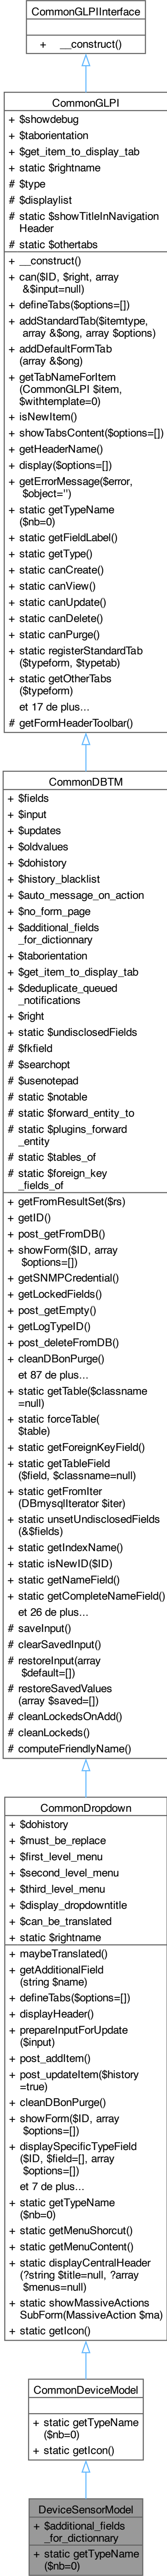 CommonGLPIInterface
+ __construct()
CommonGLPI
+ $showdebug
+ $taborientation
+ $get_item_to_display_tab
+ static $rightname
# $type
# $displaylist
# static $showTitleInNavigation
Header
# static $othertabs
+ __construct()
+ can($ID, $right, array
&$input=null)
+ defineTabs($options=[])
+ addStandardTab($itemtype,
array &$ong, array $options)
+ addDefaultFormTab
(array &$ong)
+ getTabNameForItem
(CommonGLPI $item,
$withtemplate=0)
+ isNewItem()
+ showTabsContent($options=[])
+ getHeaderName()
+ display($options=[])
+ getErrorMessage($error,
$object='')
+ static getTypeName
($nb=0)
+ static getFieldLabel()
+ static getType()
+ static canCreate()
+ static canView()
+ static canUpdate()
+ static canDelete()
+ static canPurge()
+ static registerStandardTab
($typeform, $typetab)
+ static getOtherTabs
($typeform)
et 17 de plus...
# getFormHeaderToolbar()
CommonDBTM
+ $fields
+ $input
+ $updates
+ $oldvalues
+ $dohistory
+ $history_blacklist
+ $auto_message_on_action
+ $no_form_page
+ $additional_fields
_for_dictionnary
+ $taborientation
+ $get_item_to_display_tab
+ $deduplicate_queued
_notifications
+ $right
+ static $undisclosedFields
# $fkfield
# $searchopt
# $usenotepad
# static $notable
# static $forward_entity_to
# static $plugins_forward
_entity
# static $tables_of
# static $foreign_key
_fields_of
+ getFromResultSet($rs)
+ getID()
+ post_getFromDB()
+ showForm($ID, array
$options=[])
+ getSNMPCredential()
+ getLockedFields()
+ post_getEmpty()
+ getLogTypeID()
+ post_deleteFromDB()
+ cleanDBonPurge()
et 87 de plus...
+ static getTable($classname
=null)
+ static forceTable(
$table)
+ static getForeignKeyField()
+ static getTableField
($field, $classname=null)
+ static getFromIter
(DBmysqlIterator $iter)
+ static unsetUndisclosedFields
(&$fields)
+ static getIndexName()
+ static isNewID($ID)
+ static getNameField()
+ static getCompleteNameField()
et 26 de plus...
# saveInput()
# clearSavedInput()
# restoreInput(array
$default=[])
# restoreSavedValues
(array $saved=[])
# cleanLockedsOnAdd()
# cleanLockeds()
# computeFriendlyName()
CommonDropdown
+ $dohistory
+ $must_be_replace
+ $first_level_menu
+ $second_level_menu
+ $third_level_menu
+ $display_dropdowntitle
+ $can_be_translated
+ static $rightname
+ maybeTranslated()
+ getAdditionalField
(string $name)
+ defineTabs($options=[])
+ displayHeader()
+ prepareInputForUpdate
($input)
+ post_addItem()
+ post_updateItem($history
=true)
+ cleanDBonPurge()
+ showForm($ID, array
$options=[])
+ displaySpecificTypeField
($ID, $field=[], array
$options=[])
et 7 de plus...
+ static getTypeName
($nb=0)
+ static getMenuShorcut()
+ static getMenuContent()
+ static displayCentralHeader
(?string $title=null, ?array
$menus=null)
+ static showMassiveActions
SubForm(MassiveAction $ma)
+ static getIcon()
CommonDeviceModel
+ static getTypeName
($nb=0)
+ static getIcon()
DeviceSensorModel
+ $additional_fields
_for_dictionnary
+ static getTypeName
($nb=0)